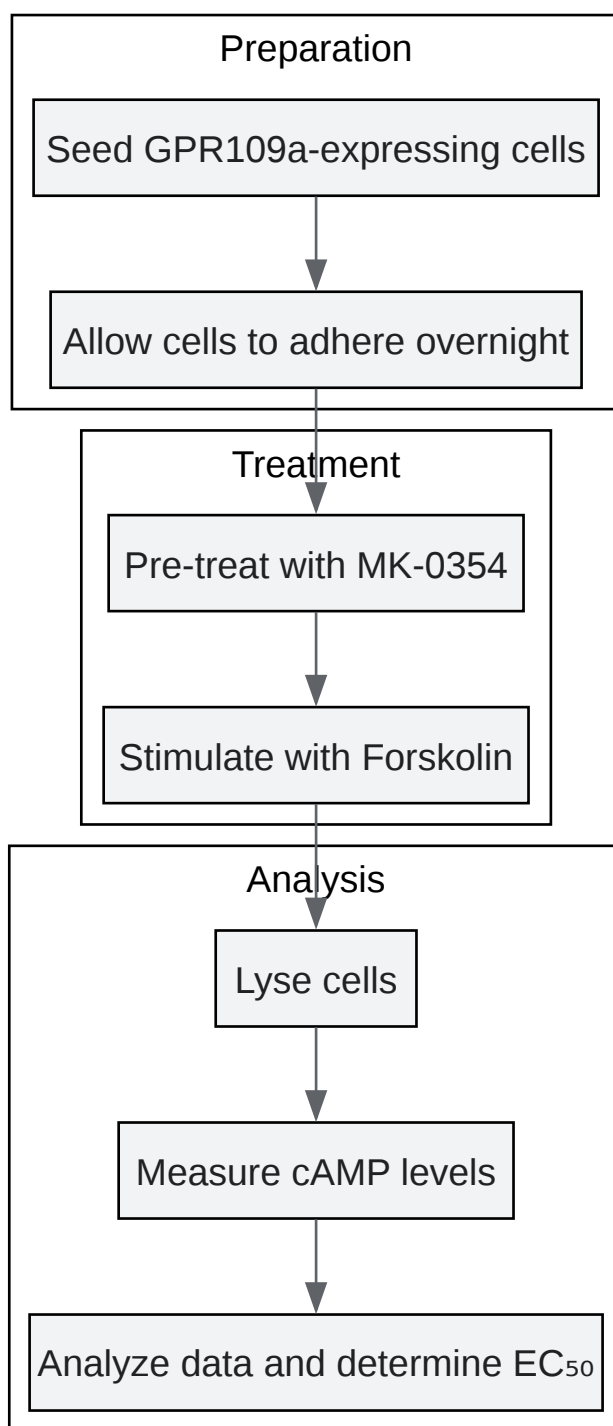 Preparation
Seed GPR109a-expressing cells
Allow cells to adhere overnight
Treatment
Pre-treat with MK-0354
Stimulate with Forskolin
Analysis
Lyse cells
Measure cAMP levels
Analyze data and determine EC₅₀